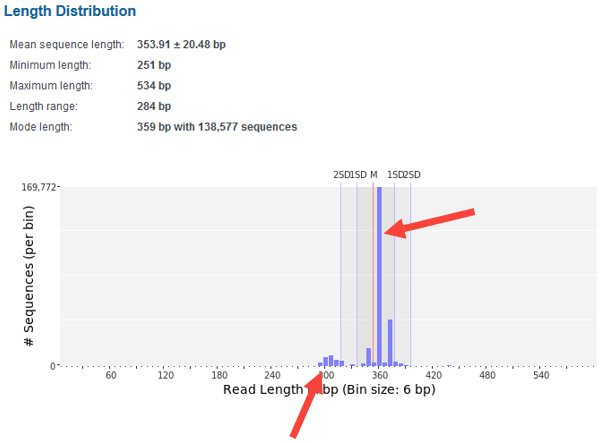 Length Distribution
Mean sequence length: 353.91 ± 20.48 bp
Minimum length: 251 bp
Maximum length: 534 bp
Length range: 284 bp
Mode length: 359 bp with 138,577 sequences
2SD 1SD M 1SD 2SD
169,772
# Sequences (per bin)
0
60 120 180 240 300 360 420 480 540
Read Length bp (Bin size: 6 bp)